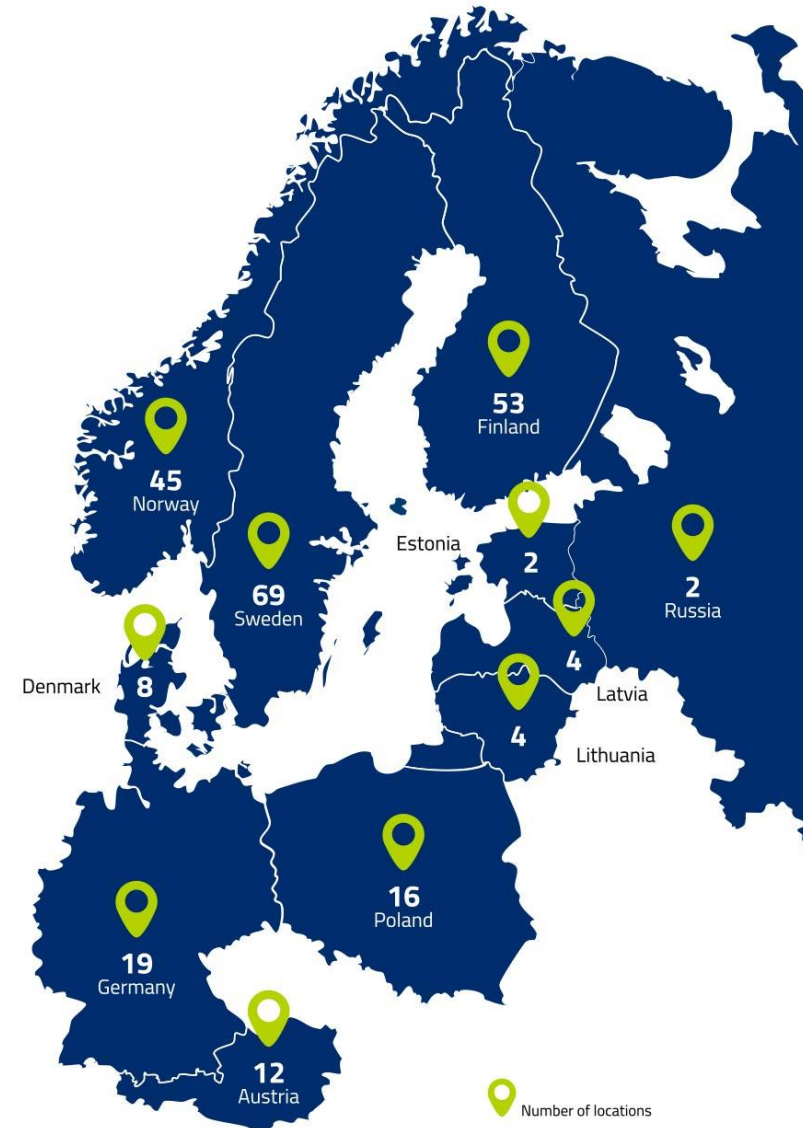 53
Finland
45
Norway
Estonia
2
2
Russia
69
Sweden
4
Denmark
8
Latvia
4
Lithuania
16
Poland
19
Germany
12
Austria
Number of locations